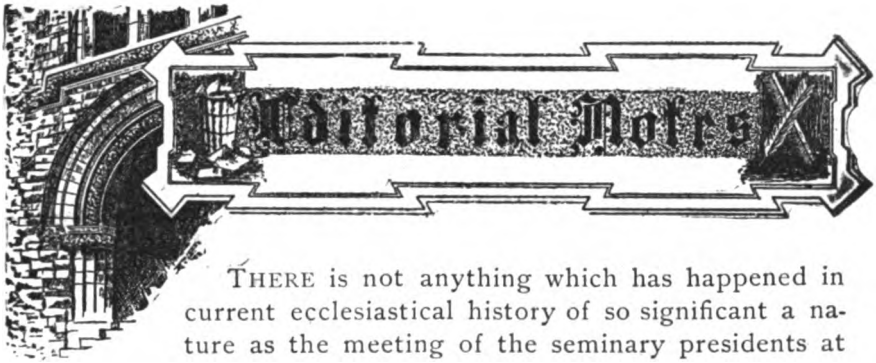 Editorial Notes
THERE is not anything which has happened in
current ecclesiastical history of so significant a na-
ture as the meeting of the seminary presidents at